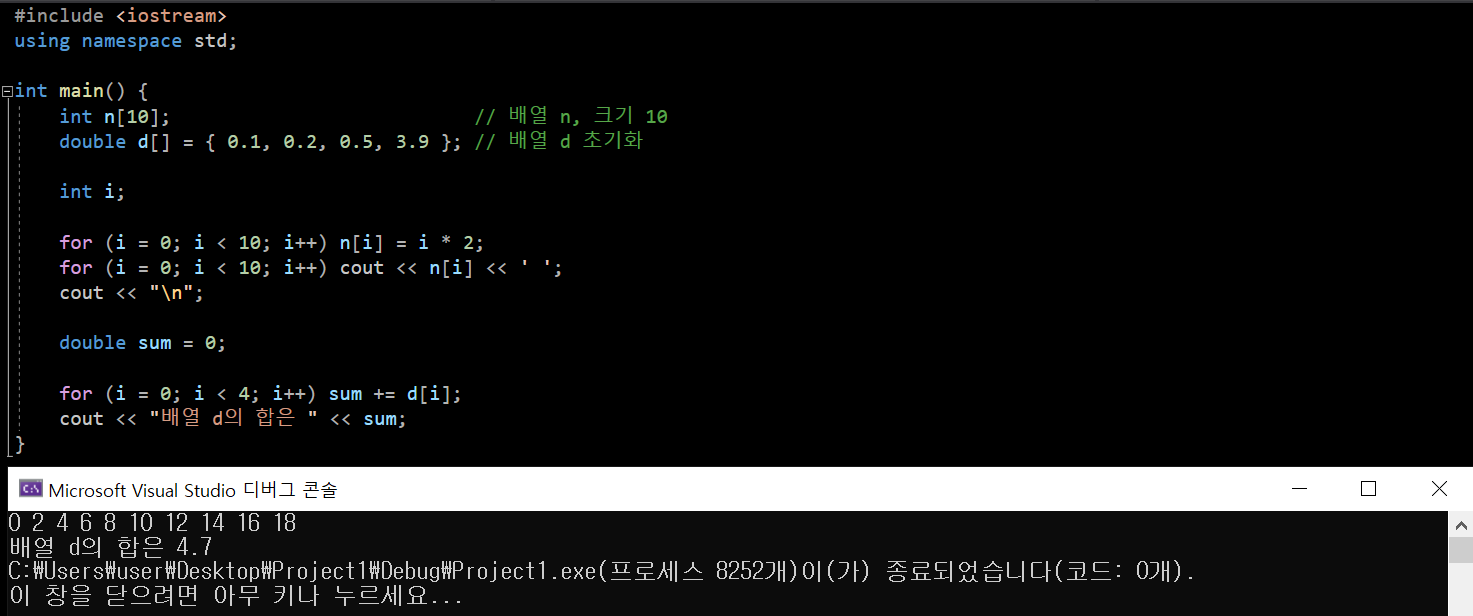 #include <iostream>
using namespace std;
int main() {
int n[10]; // 배열 n, 크기 10
double d[] = { 0.1, 0.2, 0.5, 3.9 }; // 배열 d 초기화
int i;
for (i = 0; i < 10; i++) n[i] = i * 2;
for (i = 0; i < 10; i++) cout << n[i] << ' ';
cout << "\n";
double sum = 0;
for (i = 0; i < 4; i++) sum += d[i];
cout << "배열 d의 합은 " << sum;
}
Microsoft Visual Studio 디버그 콘솔
0 2 4 6 8 10 12 14 16 18
배열 d의 합은 4.7
C:₩Users₩user₩Desktop₩Project1₩Debug₩Project1.exe(프로세스 8252개)이(가) 종료되었습니다(코드: 0개).
이 창을 닫으려면 아무 키나 누르세요...